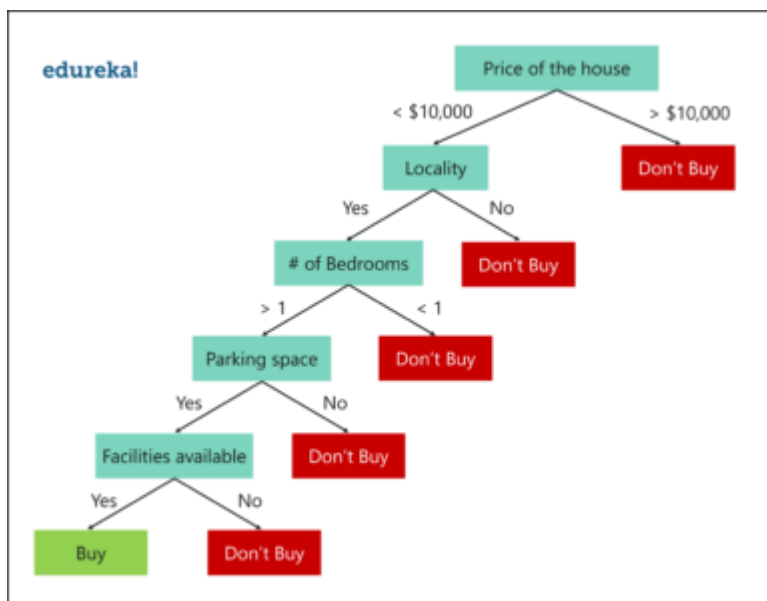 edureka!
Price of the house
< $10,000
> $10,000
Locality
Don't Buy
Yes
No
# of Bedrooms
Don't Buy
> 1
< 1
Parking space
Don't Buy
Yes
No
Facilities available
Don't Buy
Yes
No
Buy
Don't Buy